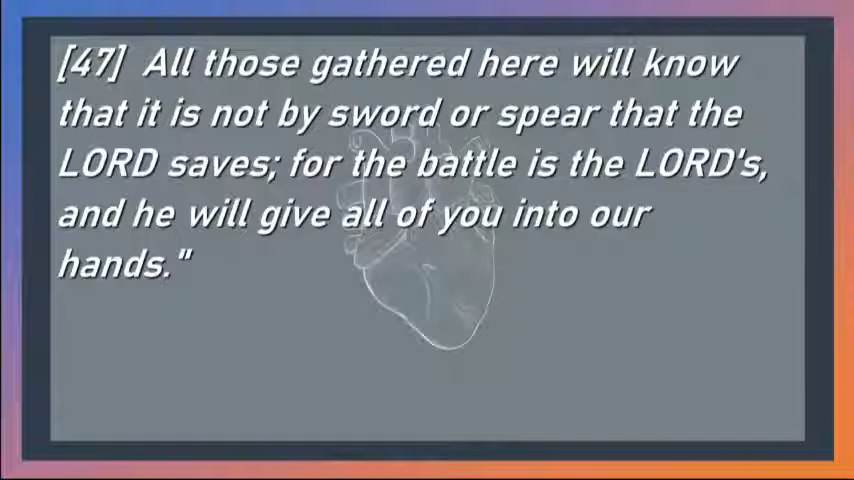 [47] All those gathered here will know
that it is not by sword or spear that the
LORD saves; for the battle is the LORD's,
and he will give all of you into our
hands."